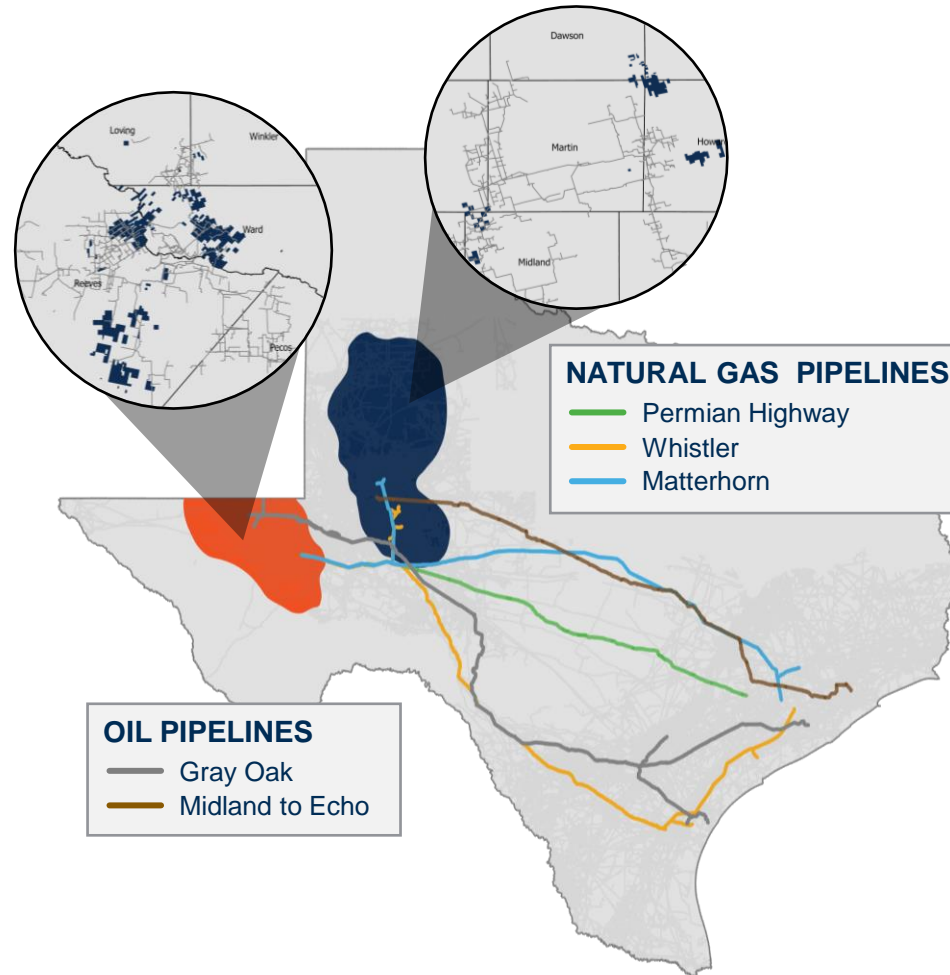 Dawson
Martin
Howar
Midland
Loving
Winkler
Ward
Reeves
Pecos
NATURAL GAS PIPELINES
Permian Highway
Whistler
Matterhorn
OIL PIPELINES
Gray Oak
Midland to Echo